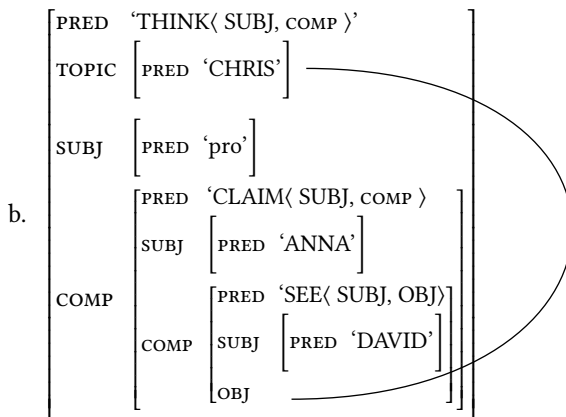 PRED ‘THINK⟨ SUBJ, COMP ⟩’
TOPIC [PRED ‘CHRIS’]
SUBJ [PRED ‘pro’]
b.
PRED ‘CLAIM⟨ SUBJ, COMP ⟩
SUBJ [PRED ‘ANNA’]
COMP
PRED ‘SEE⟨ SUBJ, OBJ⟩
COMP SUBJ [PRED ‘DAVID’]
OBJ